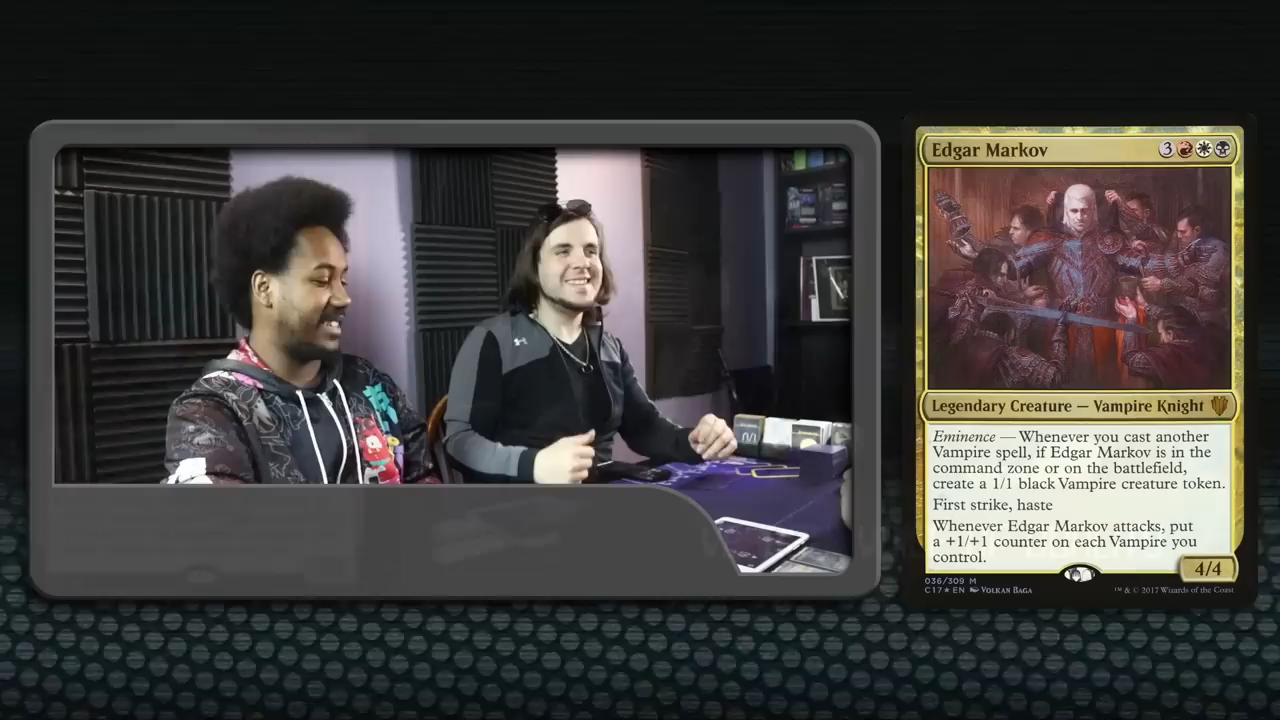 Edgar Markov 3
Legendary Creature — Vampire Knight
Eminence — Whenever you cast another
Vampire spell, if Edgar Markov is in the
command zone or on the battlefield,
create a 1/1 black Vampire creature token.
First strike, haste
Whenever Edgar Markov attacks, put
a +1/+1 counter on each Vampire you
control.
4/4
036/309 M
C17★EN VOLKAN BAGA
™ & © 2017 Wizards of the Coast